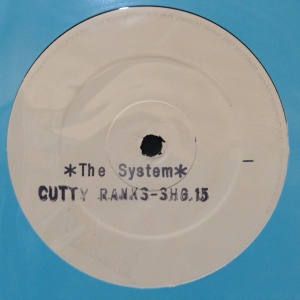 *The System*
CUTTY RANKS-SHG.15